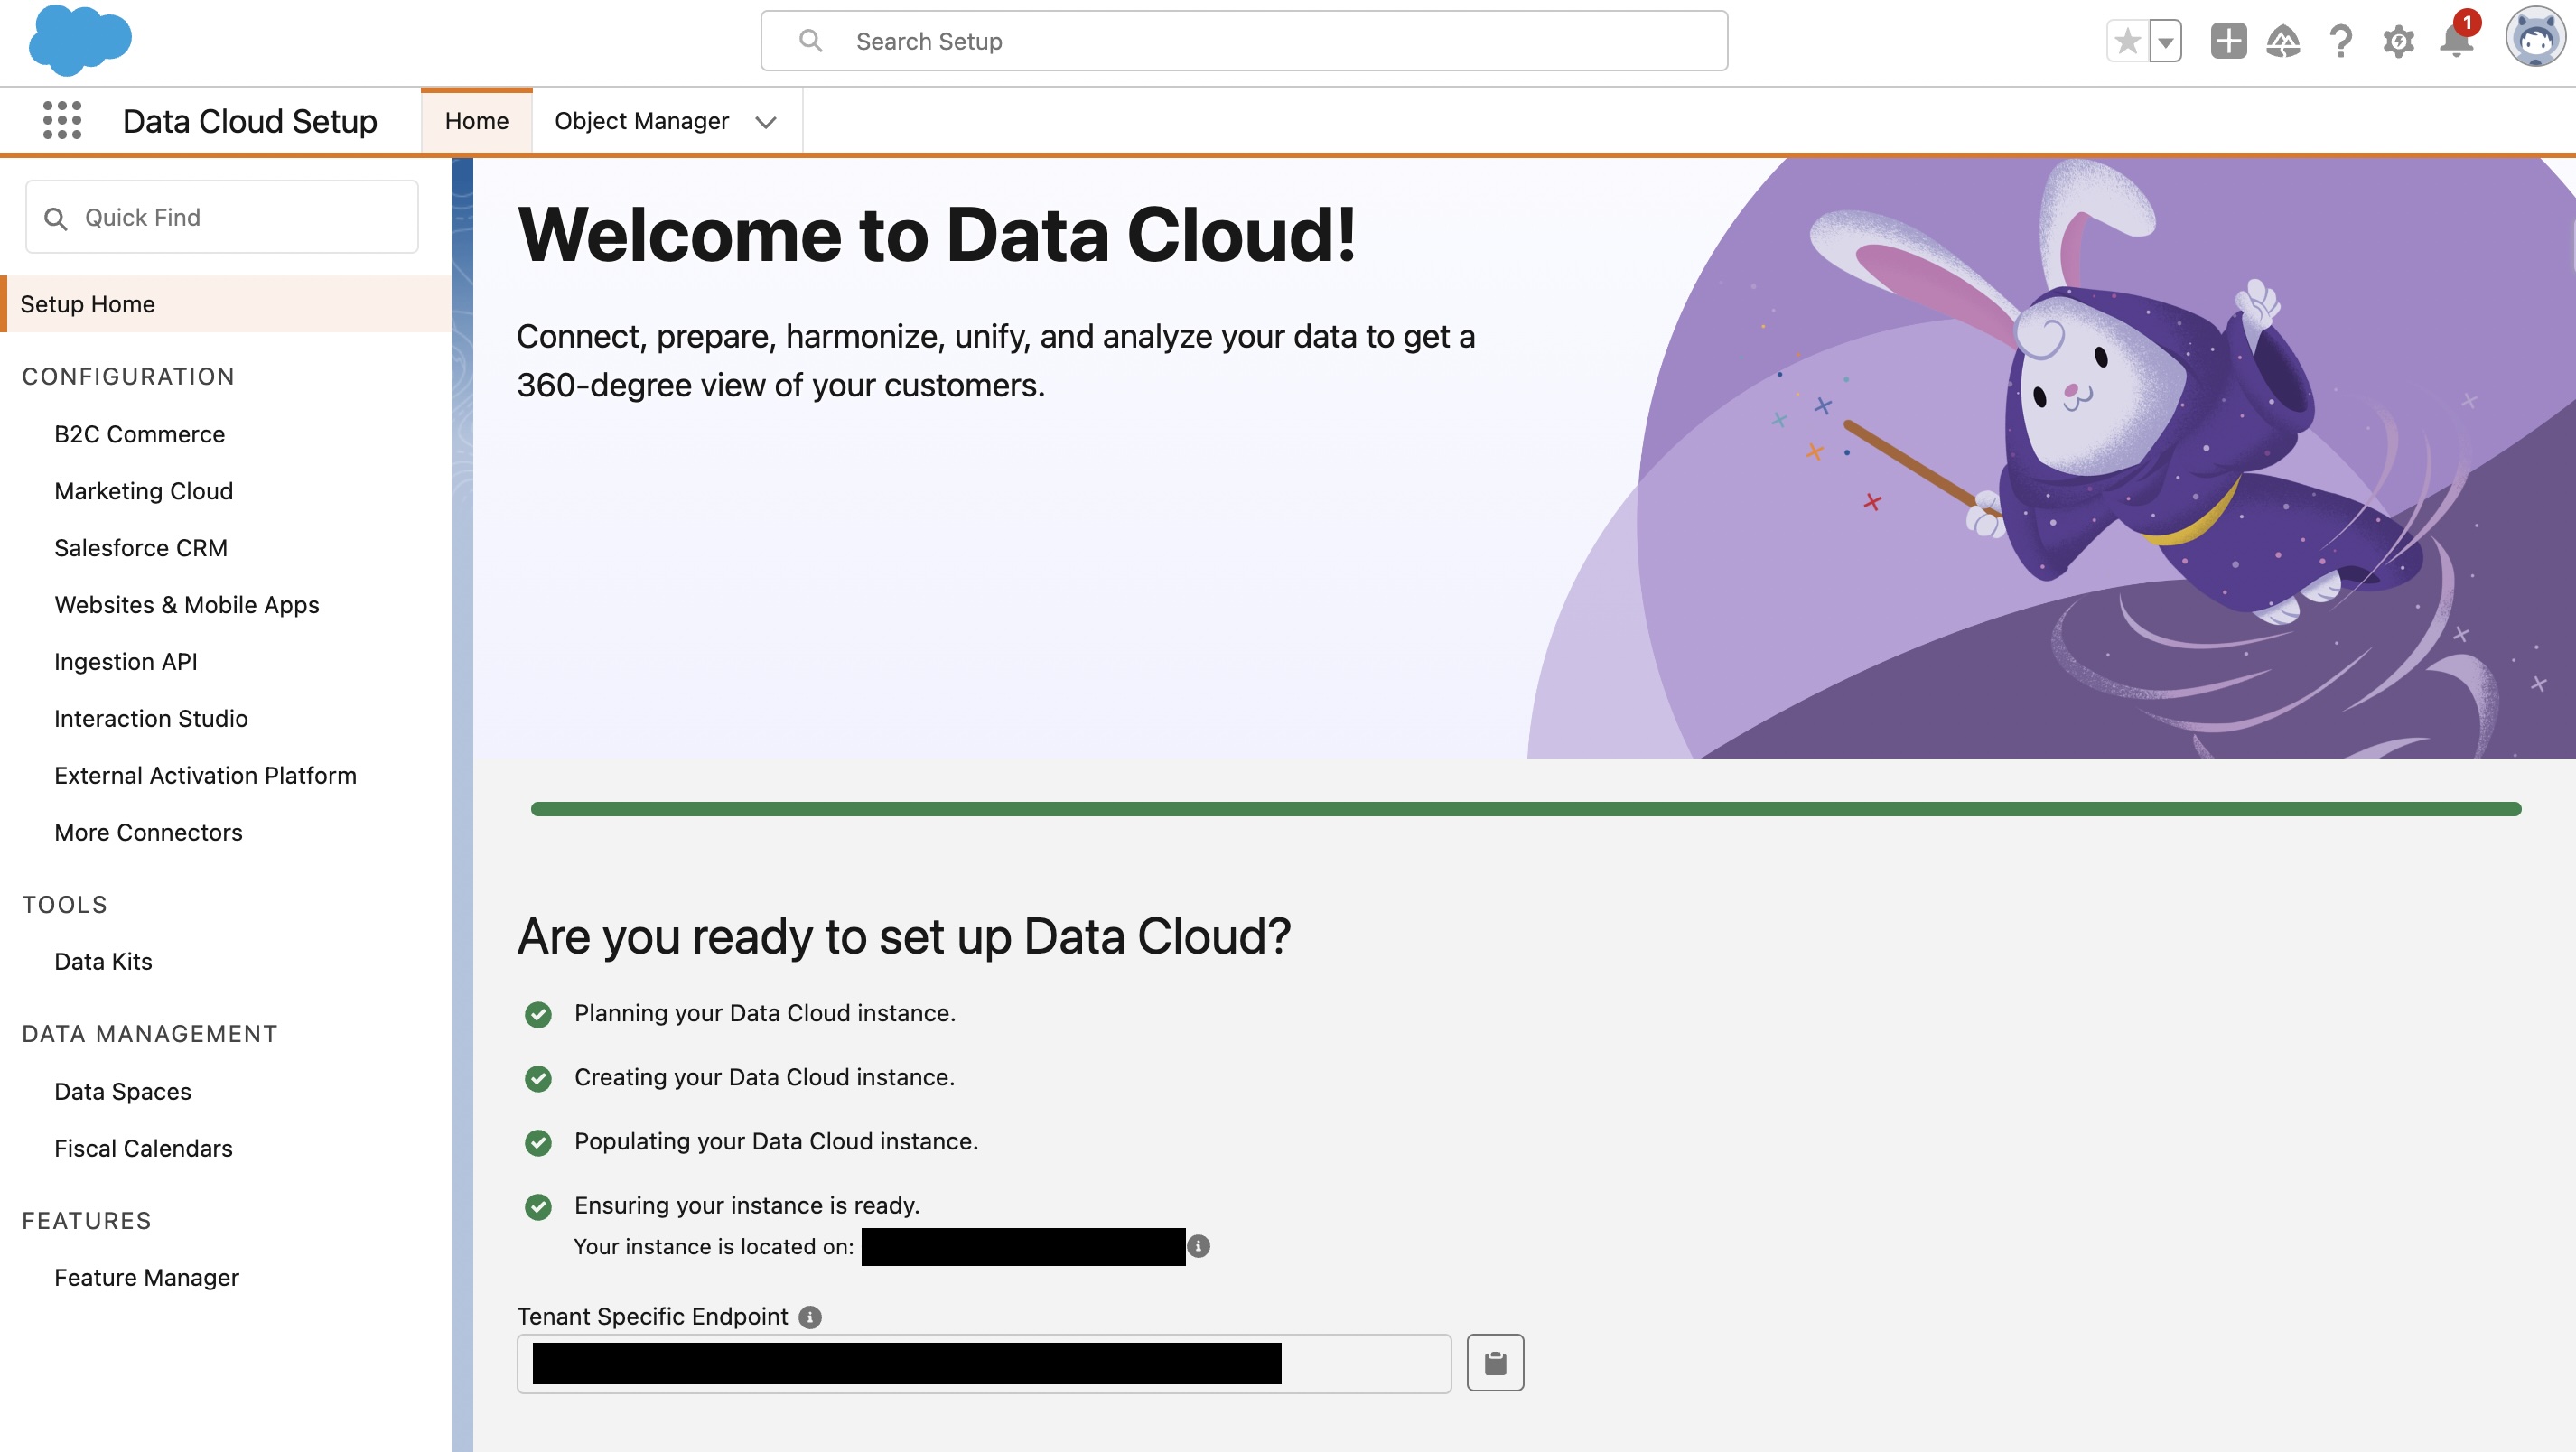 Search Setup
1
Data Cloud Setup
Home
Object Manager
Quick Find
Setup Home
CONFIGURATION
B2C Commerce
Marketing Cloud
Salesforce CRM
Websites & Mobile Apps
Ingestion API
Interaction Studio
External Activation Platform
More Connectors
TOOLS
Data Kits
DATA MANAGEMENT
Data Spaces
Fiscal Calendars
FEATURES
Feature Manager
Welcome to Data Cloud!
Connect, prepare, harmonize, unify, and analyze your data to get a
360-degree view of your customers.
Are you ready to set up Data Cloud?
Planning your Data Cloud instance.
Creating your Data Cloud instance.
Populating your Data Cloud instance.
Ensuring your instance is ready.
Your instance is located on:
Tenant Specific Endpoint